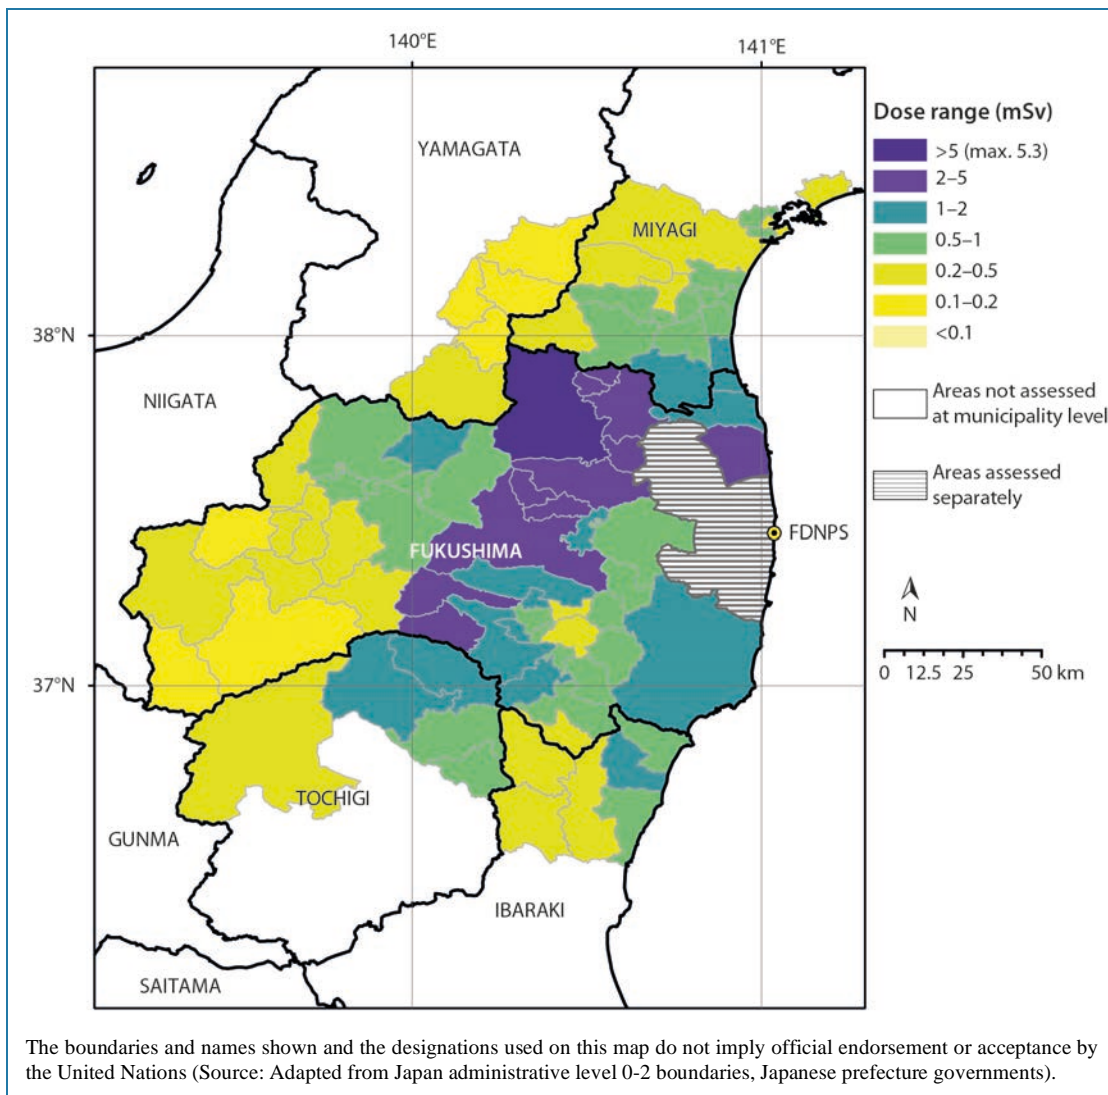 140°E
141°E
Dose range (mSv)
>5 (max. 5.3)
2–5
1–2
0.5–1
0.2–0.5
0.1–0.2
<0.1
Areas not assessed
at municipality level
Areas assessed
separately
YAMAGATA
MIYAGI
38°N
NIIGATA
FUKUSHIMA
FDNPS
N
0 12.5 25 50 km
37°N
TOCHIGI
GUNMA
IBARAKI
SAITAMA
The boundaries and names shown and the designations used on this map do not imply official endorsement or acceptance by
the United Nations (Source: Adapted from Japan administrative level 0-2 boundaries, Japanese prefecture governments).